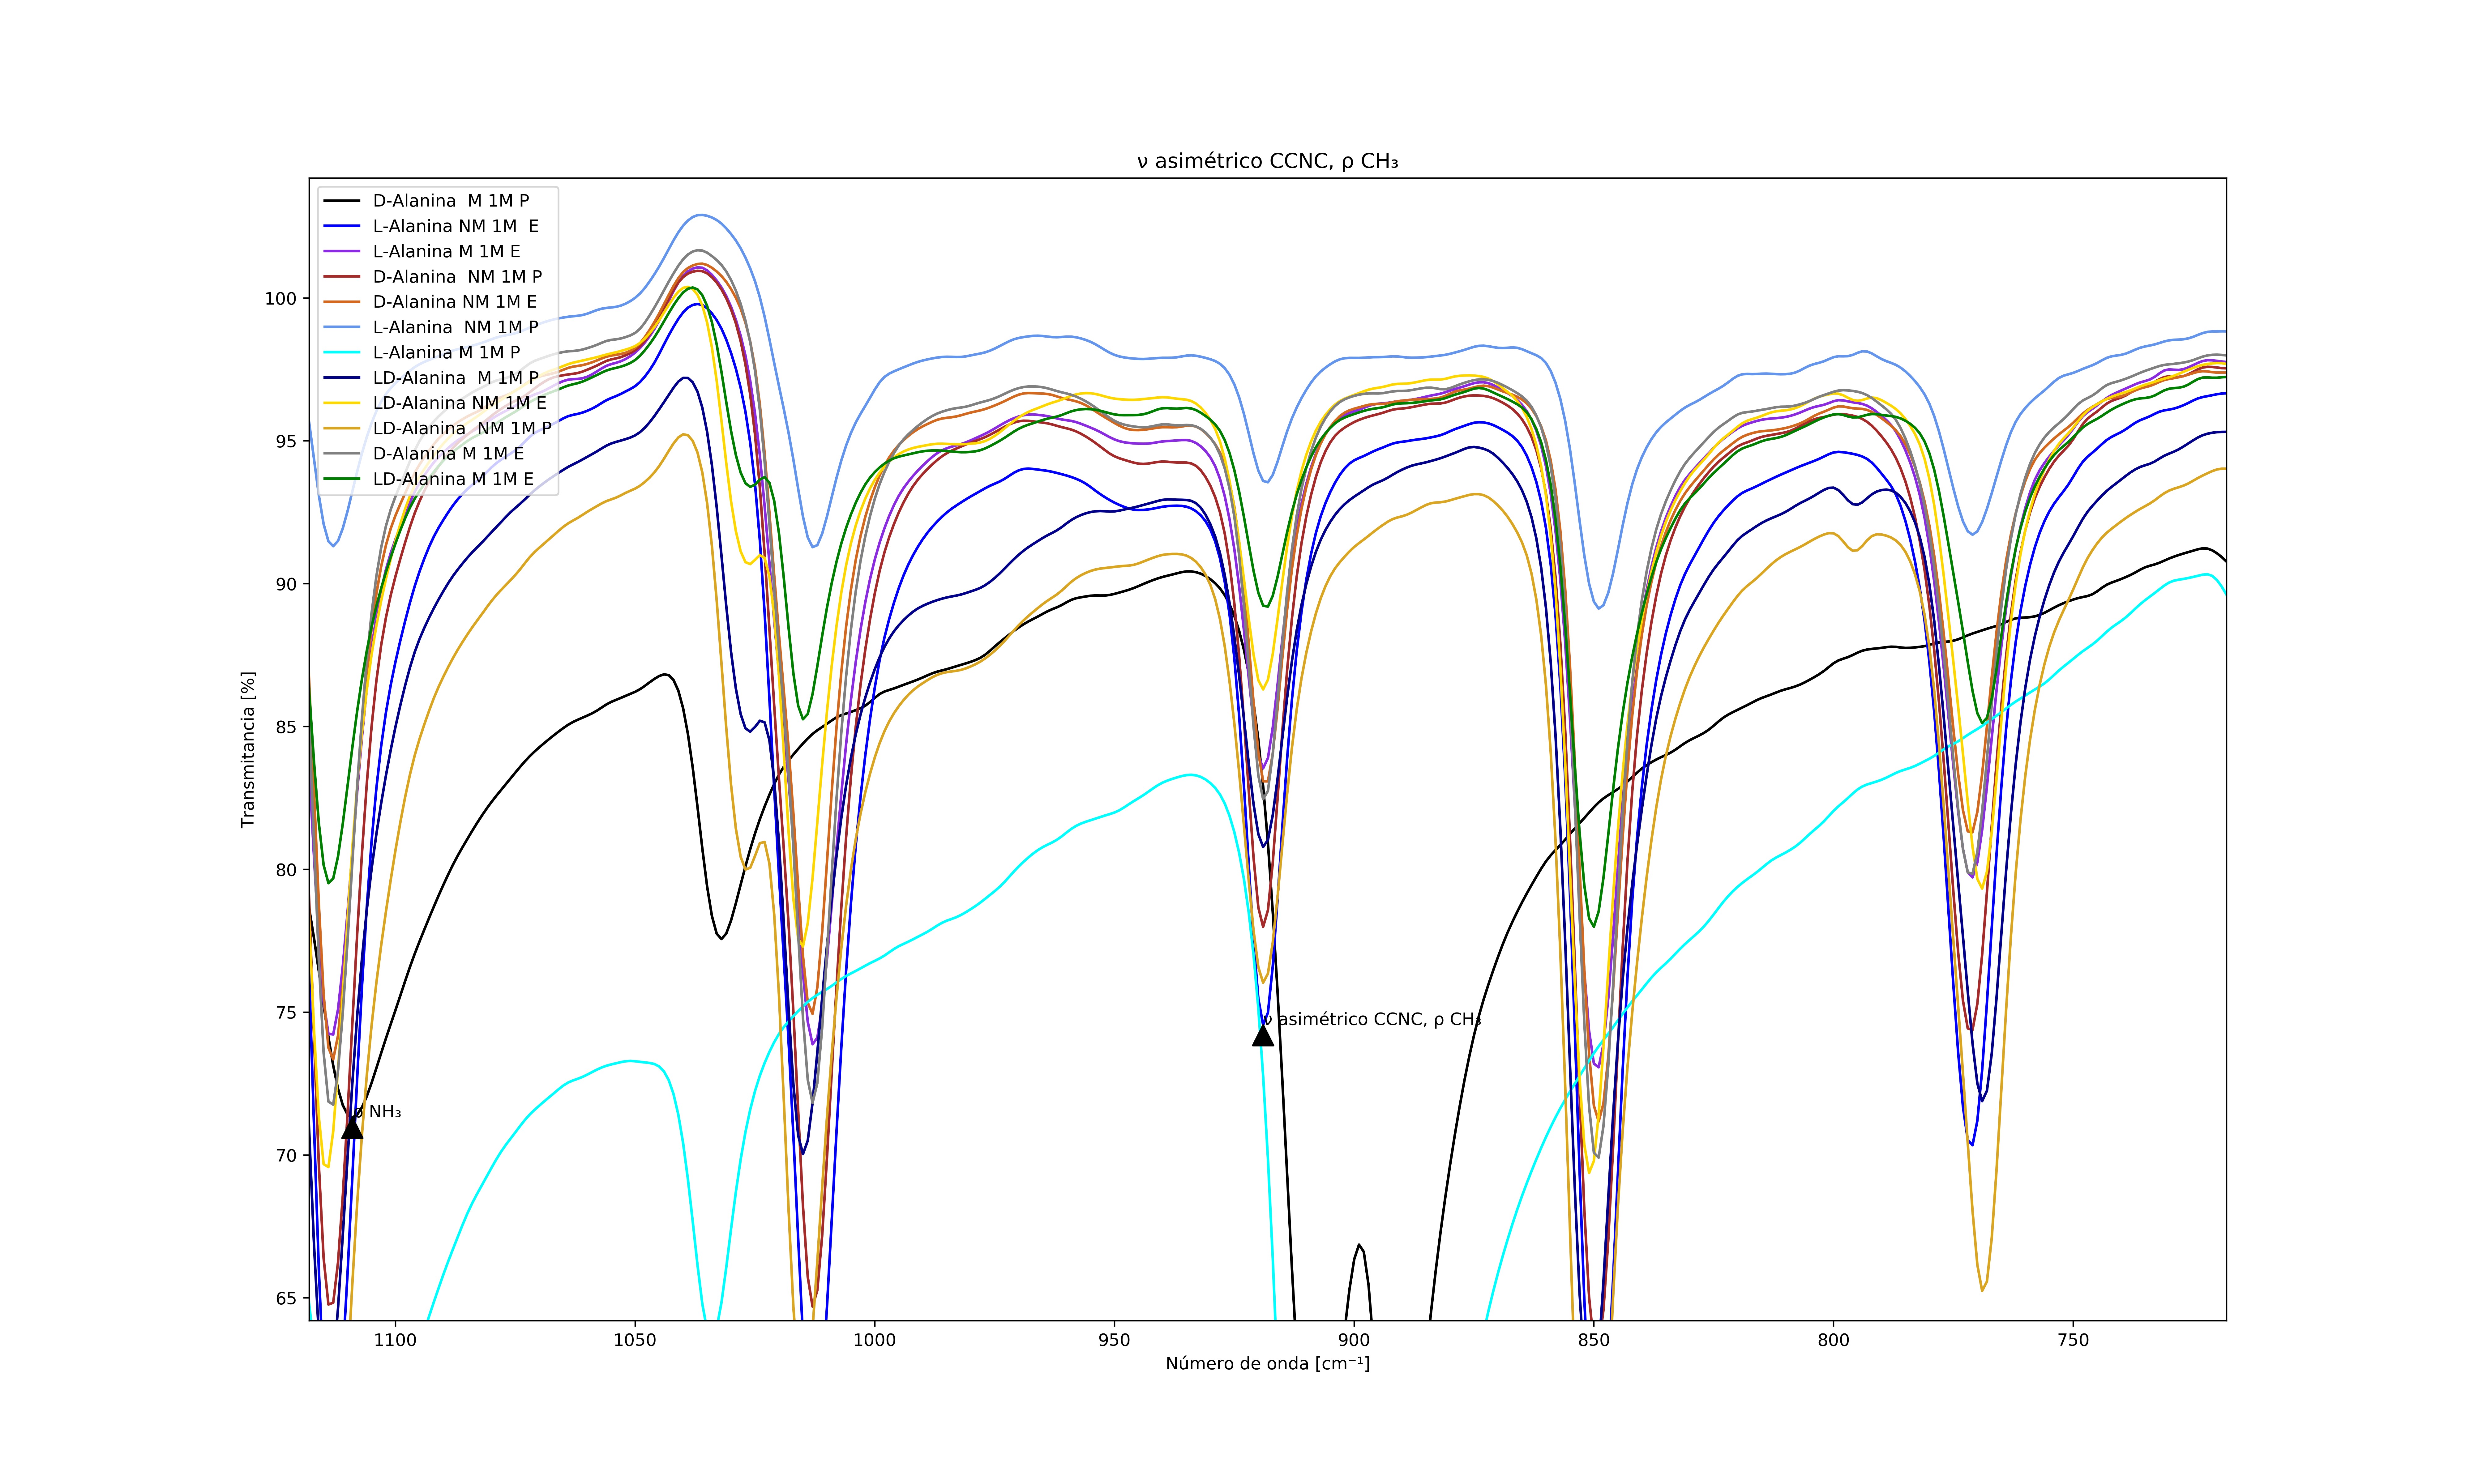 ν asimétrico CCNC, ρ CH₃
D-Alanina  M 1M P
L-Alanina NM 1M  E
L-Alanina M 1M E
D-Alanina  NM 1M P
D-Alanina NM 1M E
L-Alanina  NM 1M P
L-Alanina M 1M P
LD-Alanina  M 1M P
LD-Alanina NM 1M E
LD-Alanina  NM 1M P
D-Alanina M 1M E
LD-Alanina M 1M E
100
95
90
85
80
75
70
65
Transmitancia [%]
ν asimétrico CCNC, ρ CH₃
ρ NH₃
1100 1050 1000 950 900 850 800 750
Número de onda [cm⁻¹]